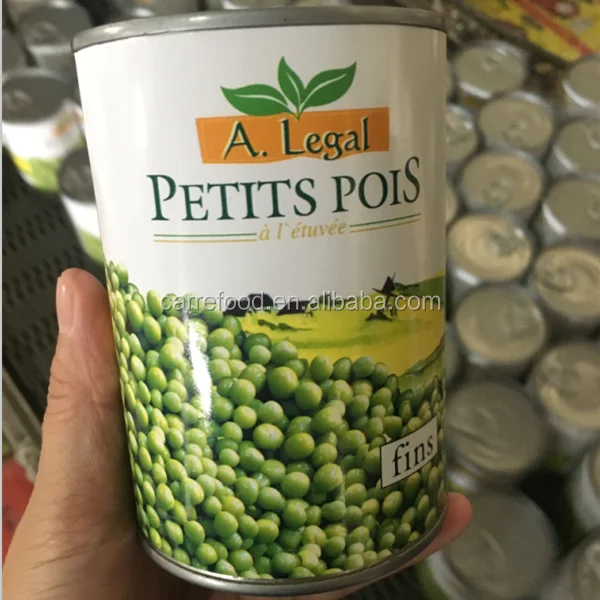 A. Legal
PETITS POIS
à l'étuvée
carrefood.en.alibaba.com
fins